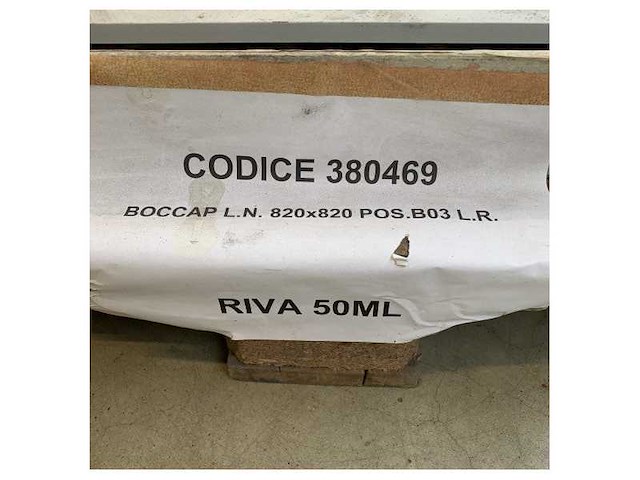 CODICE 380469
BOCCAP L.N. 820x820 POS.B03 L.R.
RIVA 50ML